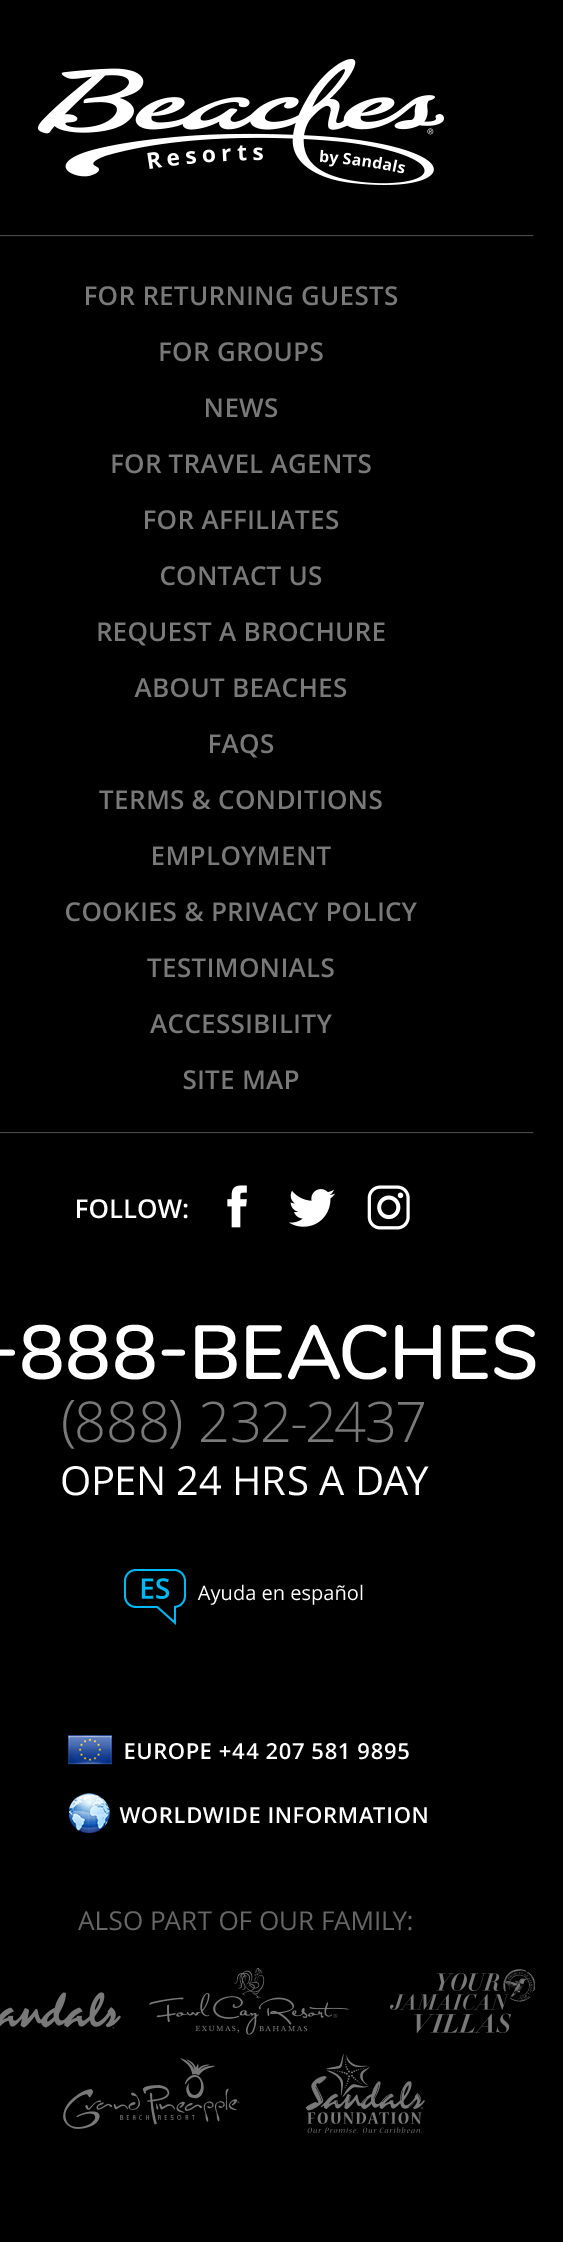 Beaches®
Resorts by Sandals
FOR RETURNING GUESTS
FOR GROUPS
NEWS
FOR TRAVEL AGENTS
FOR AFFILIATES
CONTACT US
REQUEST A BROCHURE
ABOUT BEACHES
FAQS
TERMS & CONDITIONS
EMPLOYMENT
COOKIES & PRIVACY POLICY
TESTIMONIALS
ACCESSIBILITY
SITE MAP
FOLLOW:
-888-BEACHES
(888) 232-2437
OPEN 24 HRS A DAY
ES Ayuda en español
EUROPE +44 207 581 9895
WORLDWIDE INFORMATION
ALSO PART OF OUR FAMILY:
andals
Fowl Cay Resort
EXUMAS, BAHAMAS
YOUR
JAMAICAN
VILLAS
Grand Pineapple
BEACH RESORT
Sandals
FOUNDATION
Our Promise. Our Caribbean.